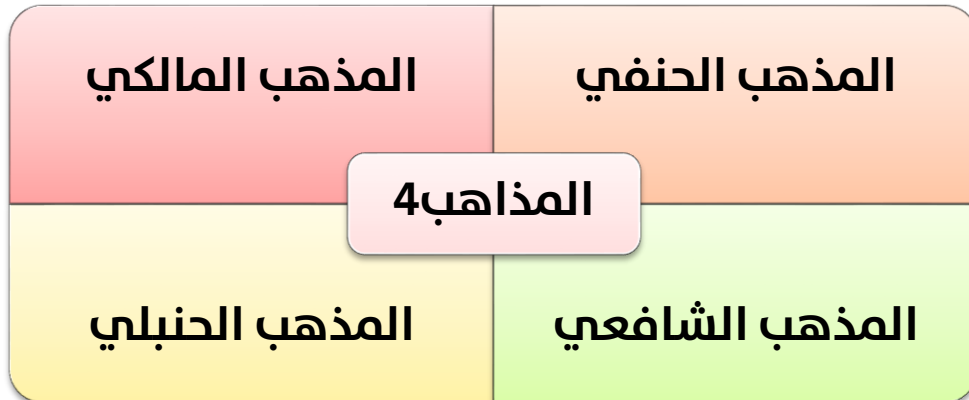 المذهب الحنفي
المذهب المالكي
المذاهب4
المذهب الشافعي
المذهب الحنبلي